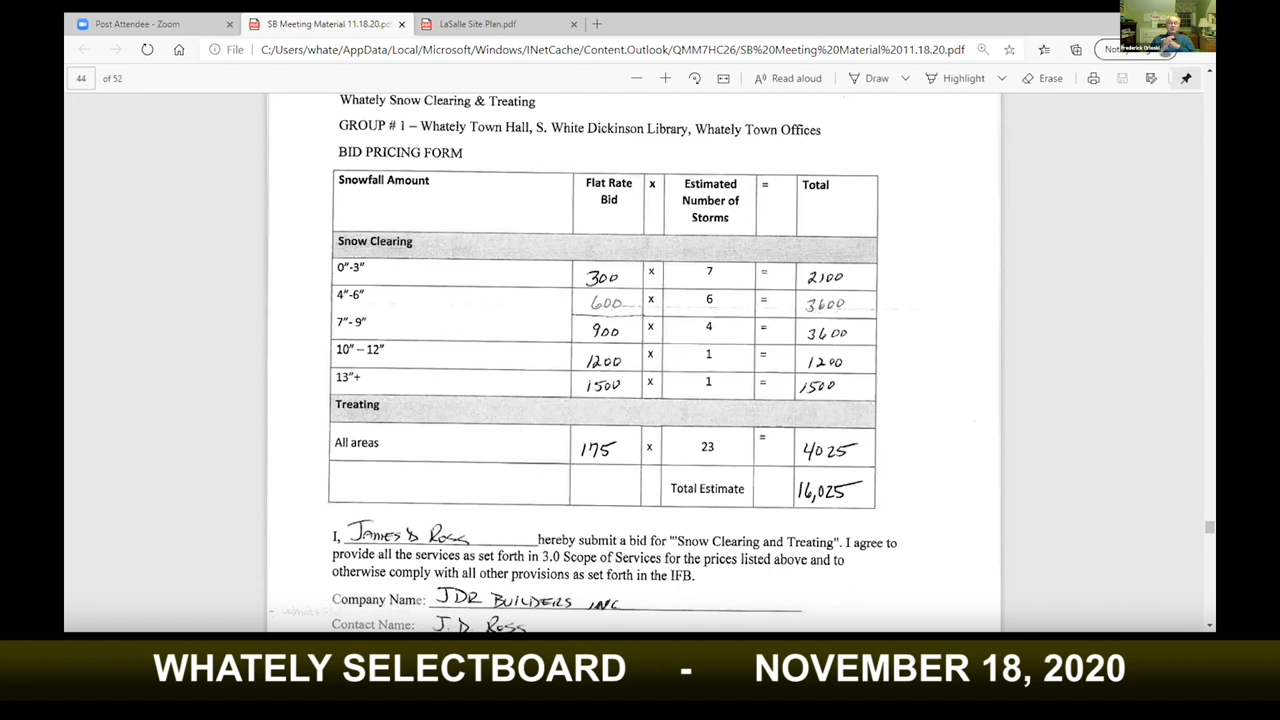 Post Attendee - Zoom SB Meeting Material 11.18.20.pd LaSalle Site Plan.pdf
File C:/Users/whate/AppData/Local/Microsoft/Windows/INetCache/Content.Outlook/QMM7HC26/SB%20Meeting%20Material%2011.18.20.pdf
Frederick Orloski
44 of 52 Read aloud Draw Highlight Erase
Whately Snow Clearing & Treating
GROUP # 1 – Whately Town Hall, S. White Dickinson Library, Whately Town Offices
BID PRICING FORM
Snowfall Amount Flat Rate Bid x Estimated Number of Storms = Total
Snow Clearing
0"-3" 300 x 7 = 2100
4"-6" 600 x 6 = 3600
7"- 9" 900 x 4 = 3600
10" – 12" 1200 x 1 = 1200
13"+ 1500 x 1 = 1500
Treating
All areas 175 x 23 = 4025
Total Estimate 16,025
I, James D Ross hereby submit a bid for "'Snow Clearing and Treating". I agree to
provide all the services as set forth in 3.0 Scope of Services for the prices listed above and to
otherwise comply with all other provisions as set forth in the IFB.
Company Name: JDR BUILDERS INC
Contact Name: J. D. Ross
WHATELY SELECTBOARD - NOVEMBER 18, 2020